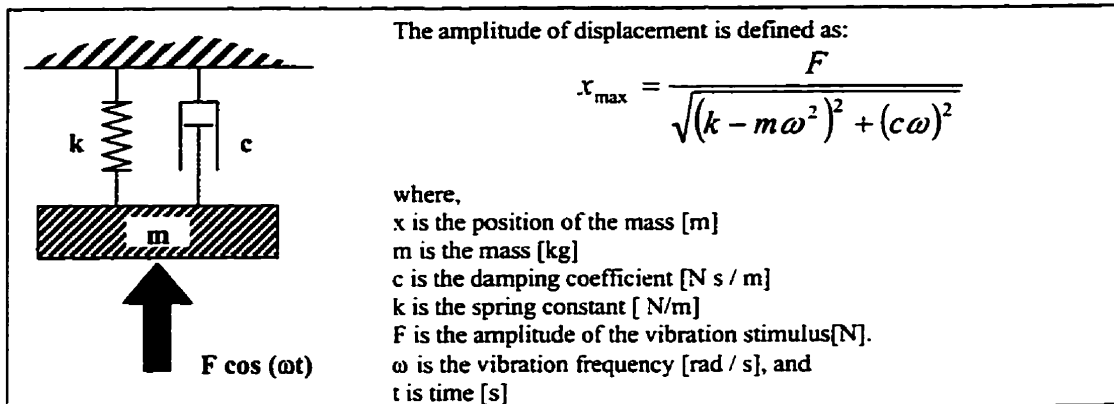 The amplitude of displacement is defined as:
x_max = F / √((k − mω²)² + (cω)²)
k
c
m
F cos (ωt)
where,
x is the position of the mass [m]
m is the mass [kg]
c is the damping coefficient [N s / m]
k is the spring constant [ N/m]
F is the amplitude of the vibration stimulus[N].
ω is the vibration frequency [rad / s], and
t is time [s]